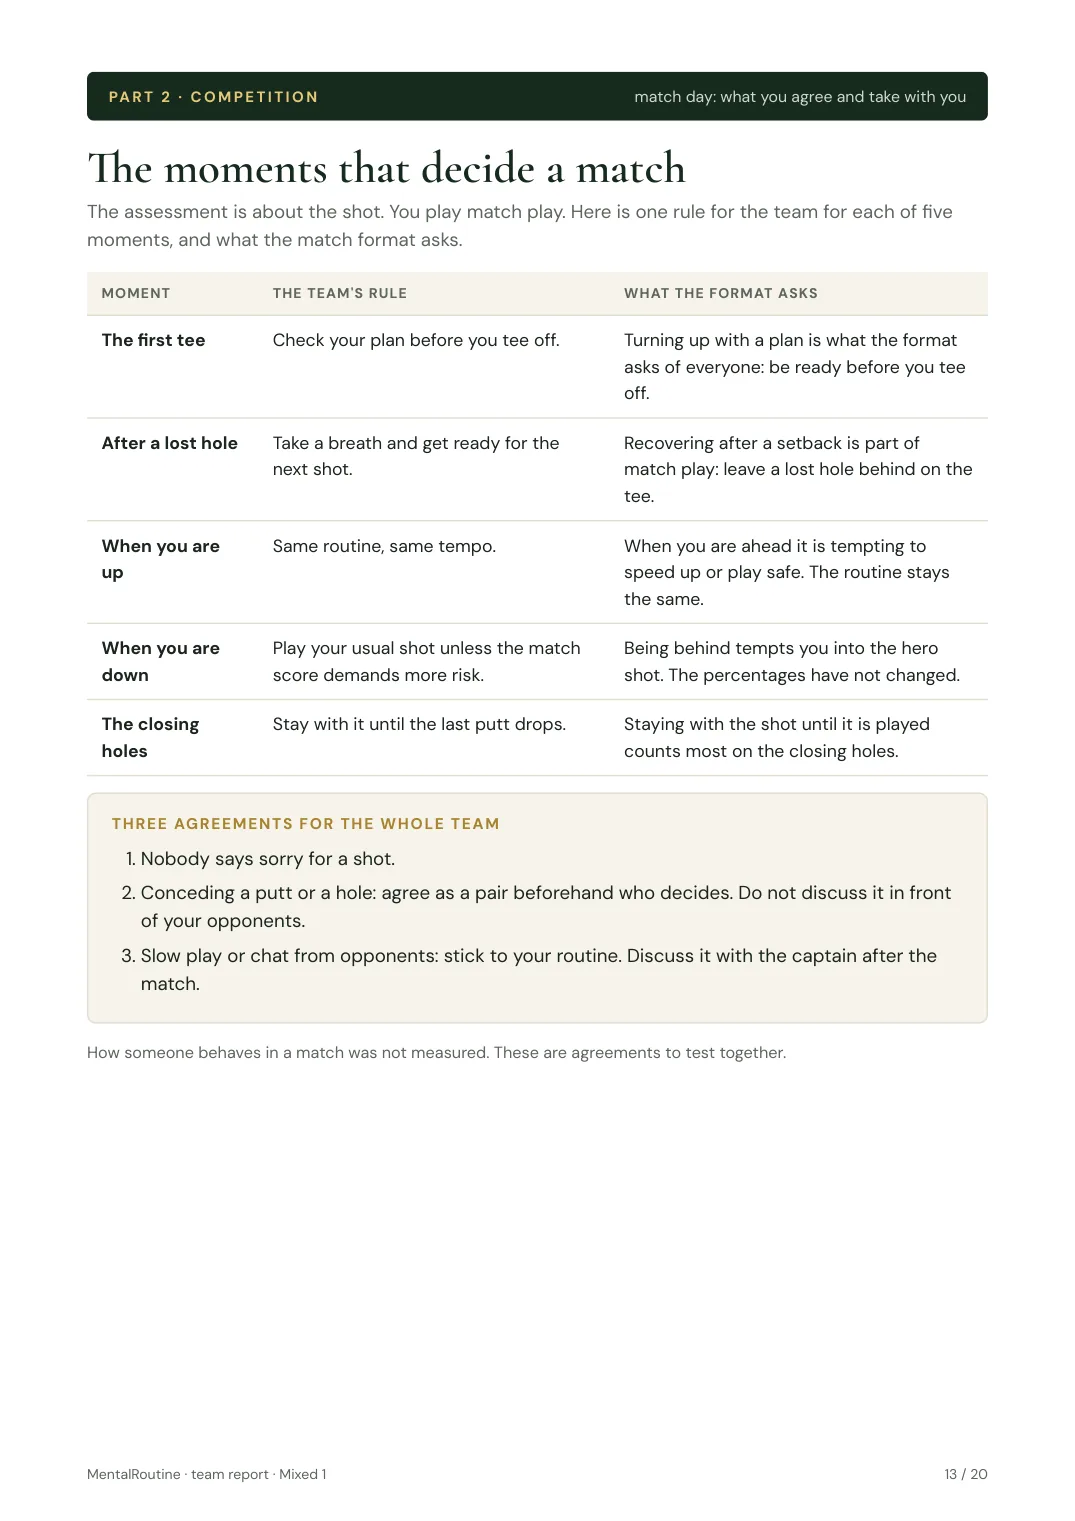 PART 2 · COMPETITION
match day: what you agree and take with you
The moments that decide a match
The assessment is about the shot. You play match play. Here is one rule for the team for each of five
moments, and what the match format asks.
MOMENT
THE TEAM'S RULE
WHAT THE FORMAT ASKS
The first tee
Check your plan before you tee off.
Turning up with a plan is what the format
asks of everyone: be ready before you tee
off.
After a lost hole
Take a breath and get ready for the
next shot.
Recovering after a setback is part of
match play: leave a lost hole behind on the
tee.
When you are
up
Same routine, same tempo.
When you are ahead it is tempting to
speed up or play safe. The routine stays
the same.
When you are
down
Play your usual shot unless the match
score demands more risk.
Being behind tempts you into the hero
shot. The percentages have not changed.
The closing
holes
Stay with it until the last putt drops.
Staying with the shot until it is played
counts most on the closing holes.
THREE AGREEMENTS FOR THE WHOLE TEAM
1. Nobody says sorry for a shot.
2. Conceding a putt or a hole: agree as a pair beforehand who decides. Do not discuss it in front
of your opponents.
3. Slow play or chat from opponents: stick to your routine. Discuss it with the captain after the
match.
How someone behaves in a match was not measured. These are agreements to test together.
MentalRoutine · team report · Mixed 1
13 / 20